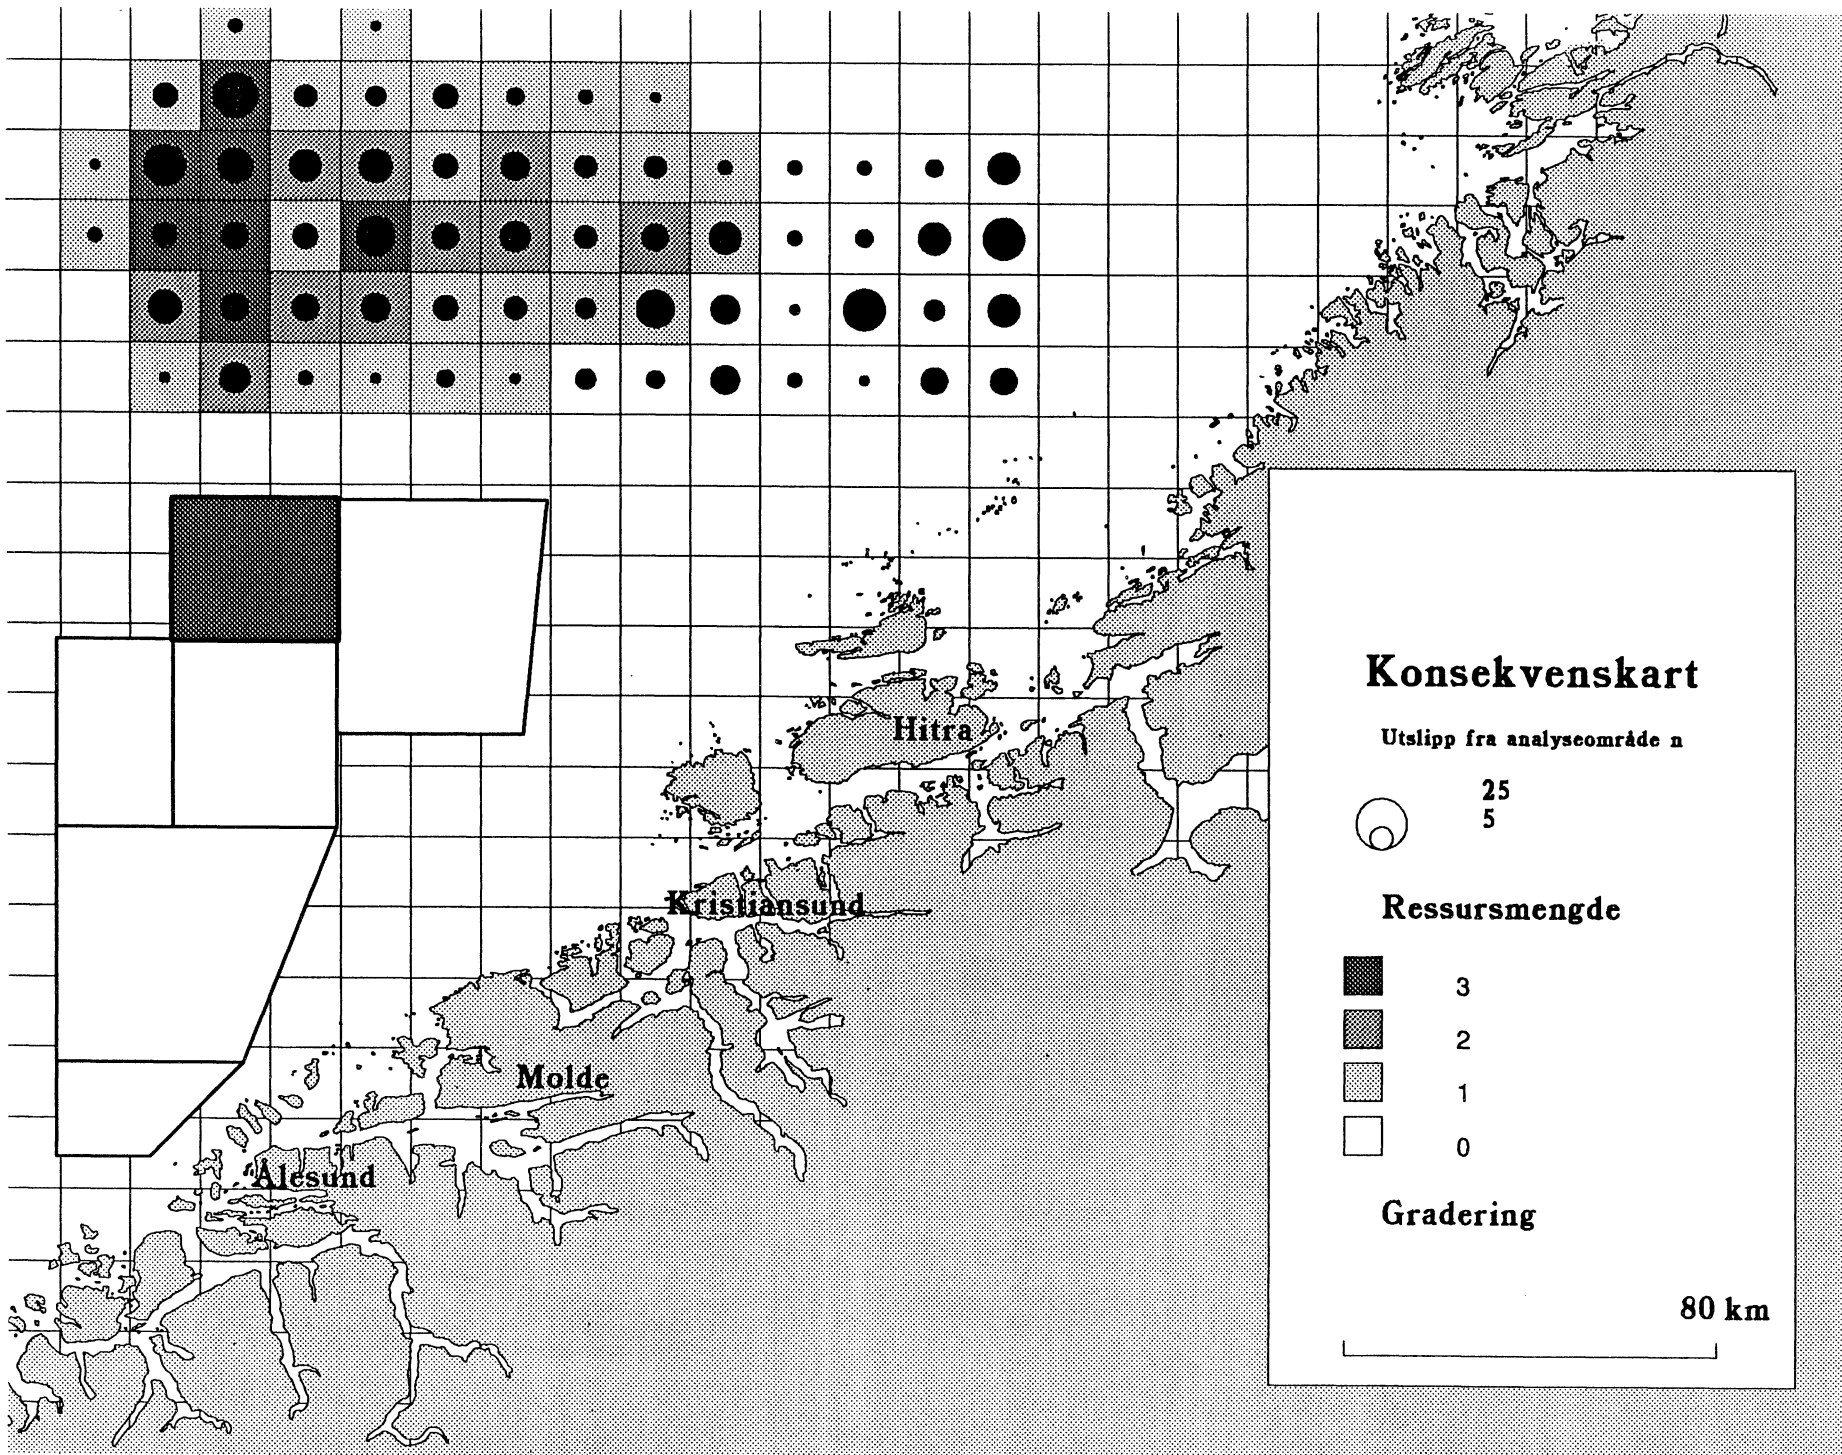 Hitra
Kristiansund
Molde
Ålesund
Konsekvenskart
Utslipp fra analyseområde n
25
5
Ressursmengde
3
2
1
0
Gradering
80 km